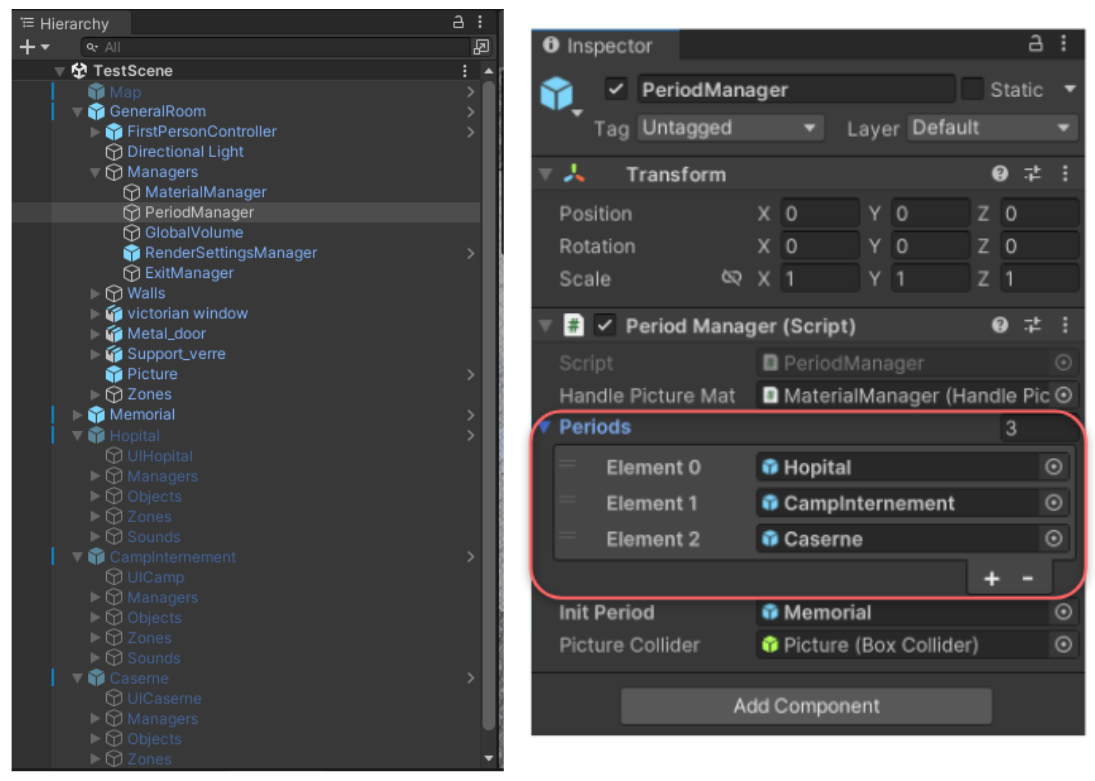 Hierarchy
All
TestScene
Map
GeneralRoom
FirstPersonController
Directional Light
Managers
MaterialManager
PeriodManager
GlobalVolume
RenderSettingsManager
ExitManager
Walls
victorian window
Metal_door
Support_verre
Picture
Zones
Memorial
Hopital
UIHopital
Managers
Objects
Zones
Sounds
CampInternement
UICamp
Managers
Objects
Zones
Sounds
Caserne
UICaserne
Managers
Objects
Zones
Inspector
PeriodManager Static
Tag Untagged Layer Default
Transform
Position X 0 Y 0 Z 0
Rotation X 0 Y 0 Z 0
Scale X 1 Y 1 Z 1
# Period Manager (Script)
Script PeriodManager
Handle Picture Mat MaterialManager (Handle Pic
Periods 3
Element 0 Hopital
Element 1 CampInternement
Element 2 Caserne
+ -
Init Period Memorial
Picture Collider Picture (Box Collider)
Add Component